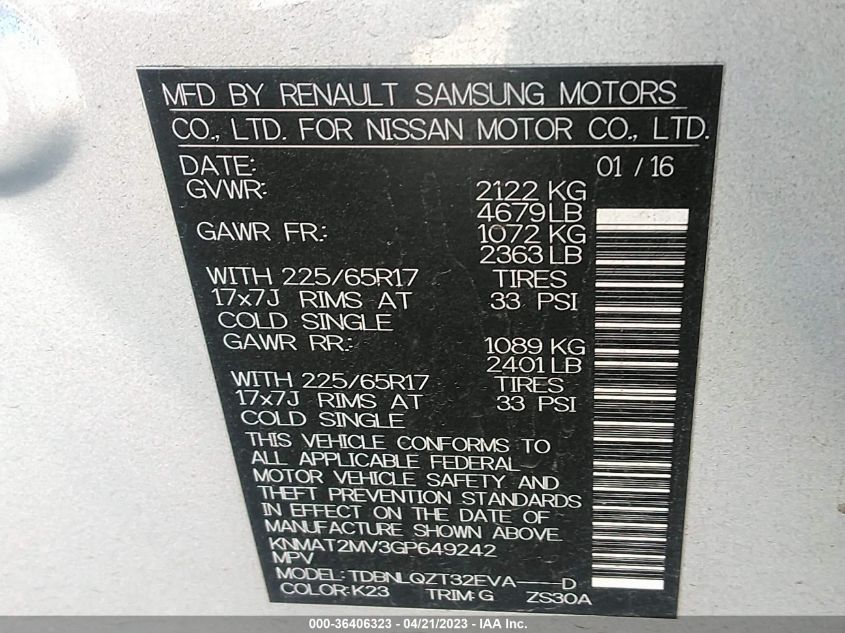 MFD BY RENAULT SAMSUNG MOTORS
CO., LTD. FOR NISSAN MOTOR CO., LTD.
DATE: 01 / 16
GVWR: 2122 KG
4679 LB
GAWR FR: 1072 KG
2363 LB
WITH 225/65R17 TIRES
17x7J RIMS AT 33 PSI
COLD SINGLE
GAWR RR: 1089 KG
2401 LB
WITH 225/65R17 TIRES
17x7J RIMS AT 33 PSI
COLD SINGLE
THIS VEHICLE CONFORMS TO
ALL APPLICABLE FEDERAL
MOTOR VEHICLE SAFETY AND
THEFT PREVENTION STANDARDS
IN EFFECT ON THE DATE OF
MANUFACTURE SHOWN ABOVE.
KNMAT2MV3GP649242
MPV
MODEL: TDBNLQZT32EVA----D
COLOR: K23 TRIM: G ZS30A
000-36406323 - 04/21/2023 - IAAI Inc.